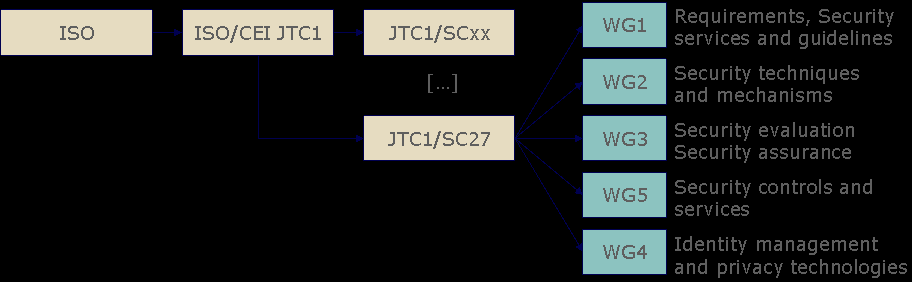 ISO
ISO/CEI JTC1
JTC1/SCxx
[...]
JTC1/SC27
WG1
Requirements, Security
services and guidelines
WG2
Security techniques
and mechanisms
WG3
Security evaluation
Security assurance
WG5
Security controls and
services
WG4
Identity management
and privacy technologies